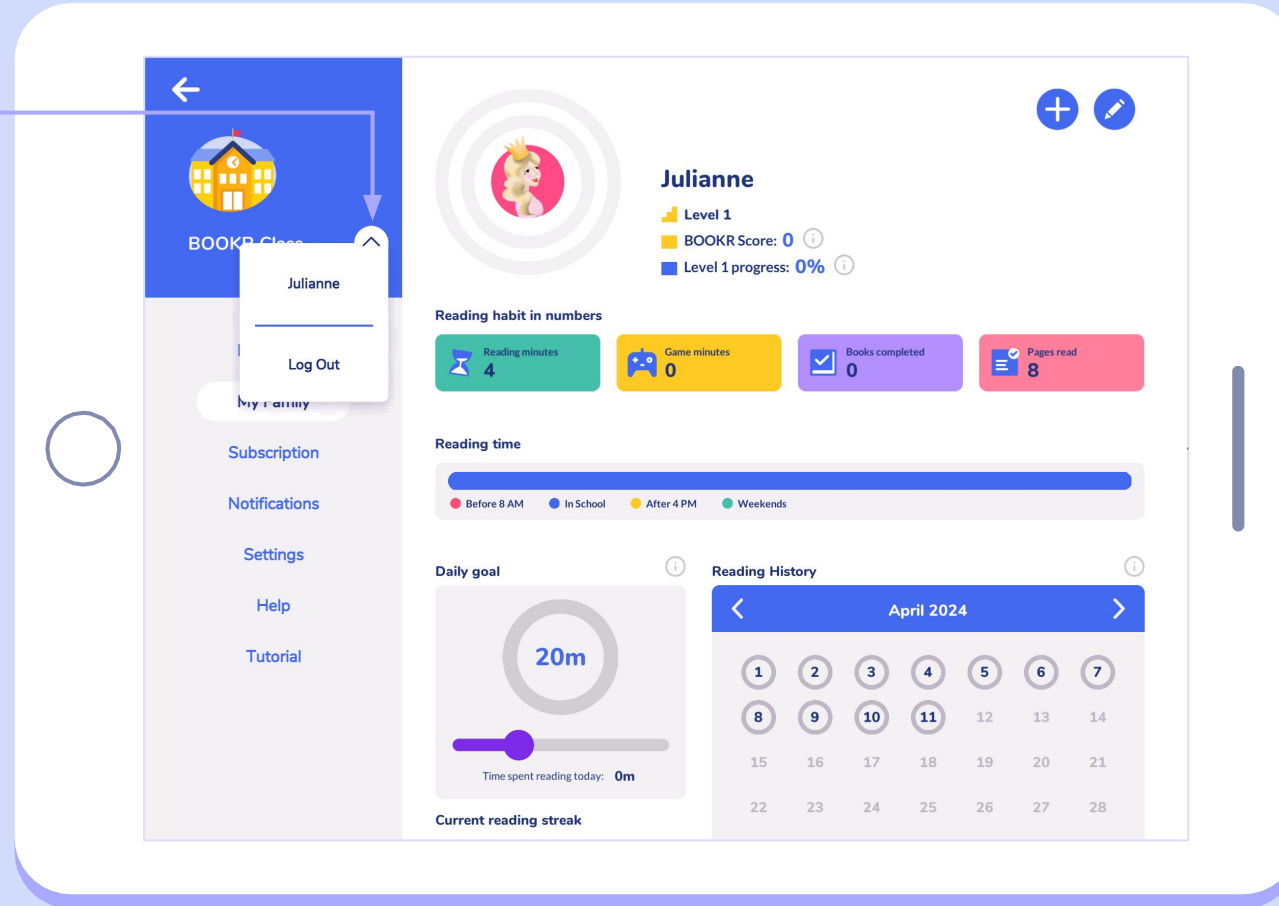 BOOKR Class
Julianne
Log Out
My Family
Subscription
Notifications
Settings
Help
Tutorial
Julianne
Level 1
BOOKR Score: 0
Level 1 progress: 0%
Reading habit in numbers
Reading minutes
4
Game minutes
0
Books completed
0
Pages read
8
Reading time
Before 8 AM In School After 4 PM Weekends
Daily goal
20m
Time spent reading today: 0m
Current reading streak
Reading History
April 2024
1 2 3 4 5 6 7
8 9 10 11 12 13 14
15 16 17 18 19 20 21
22 23 24 25 26 27 28